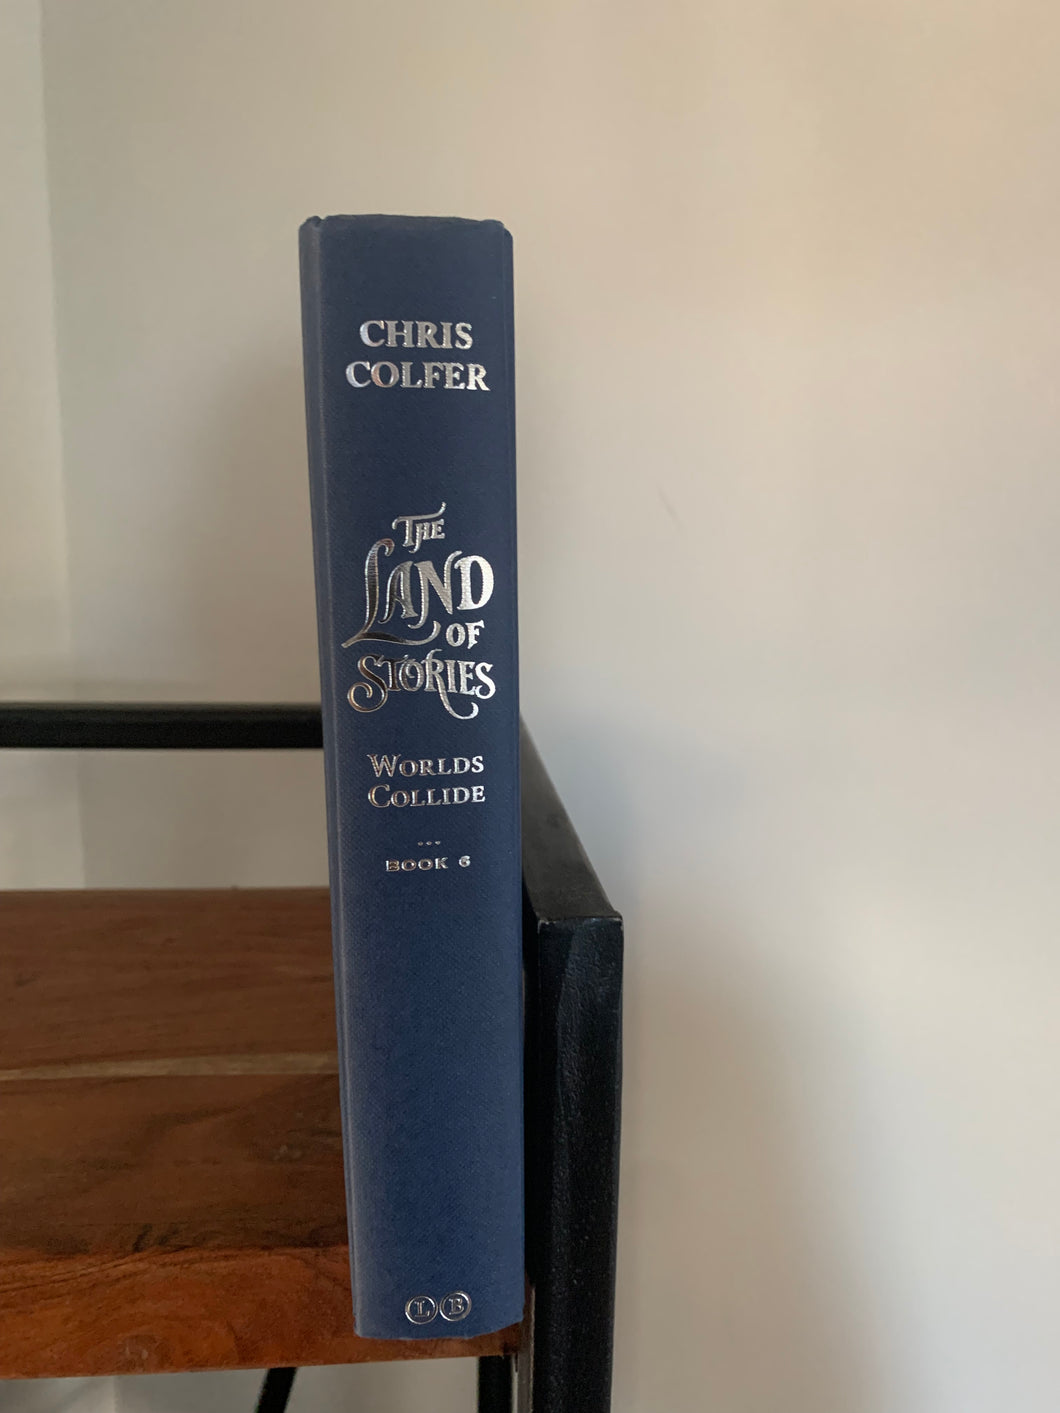 CHRIS
COLFER
THE
LAND
OF
STORIES
WORLDS
COLLIDE
...
BOOK 6
L B